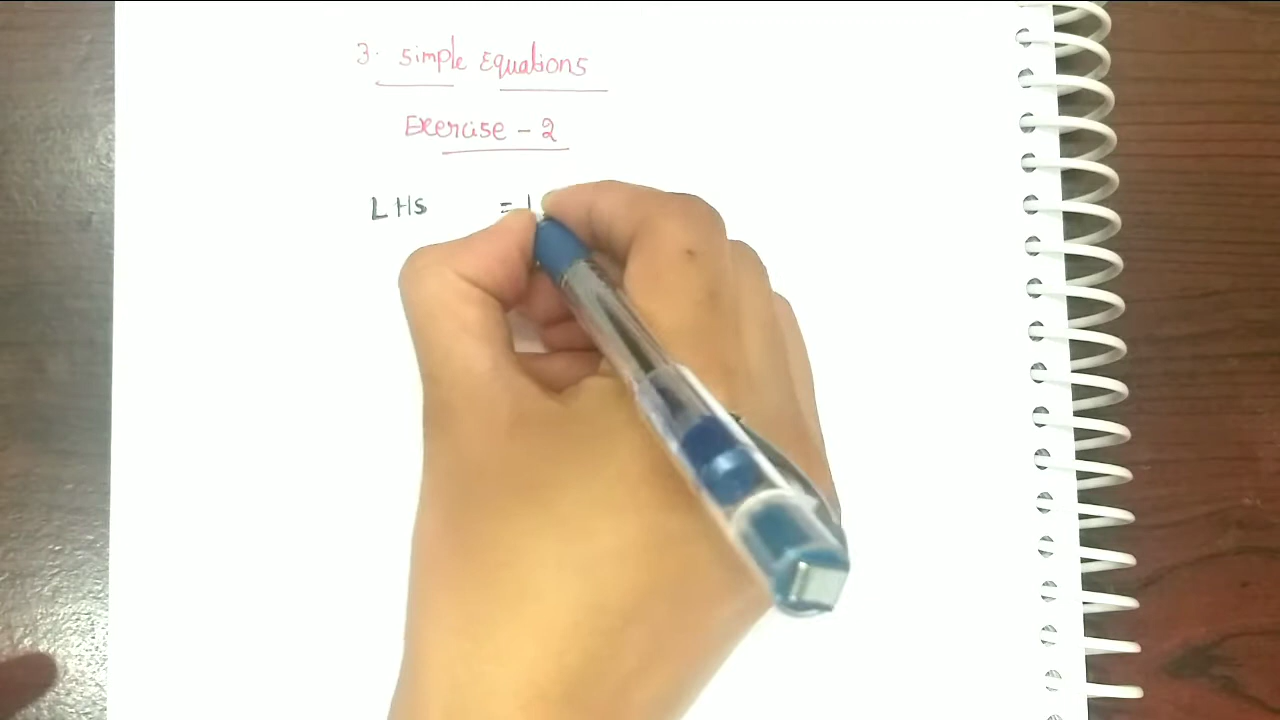 3. Simple Equations
Exercise - 2
LHS =